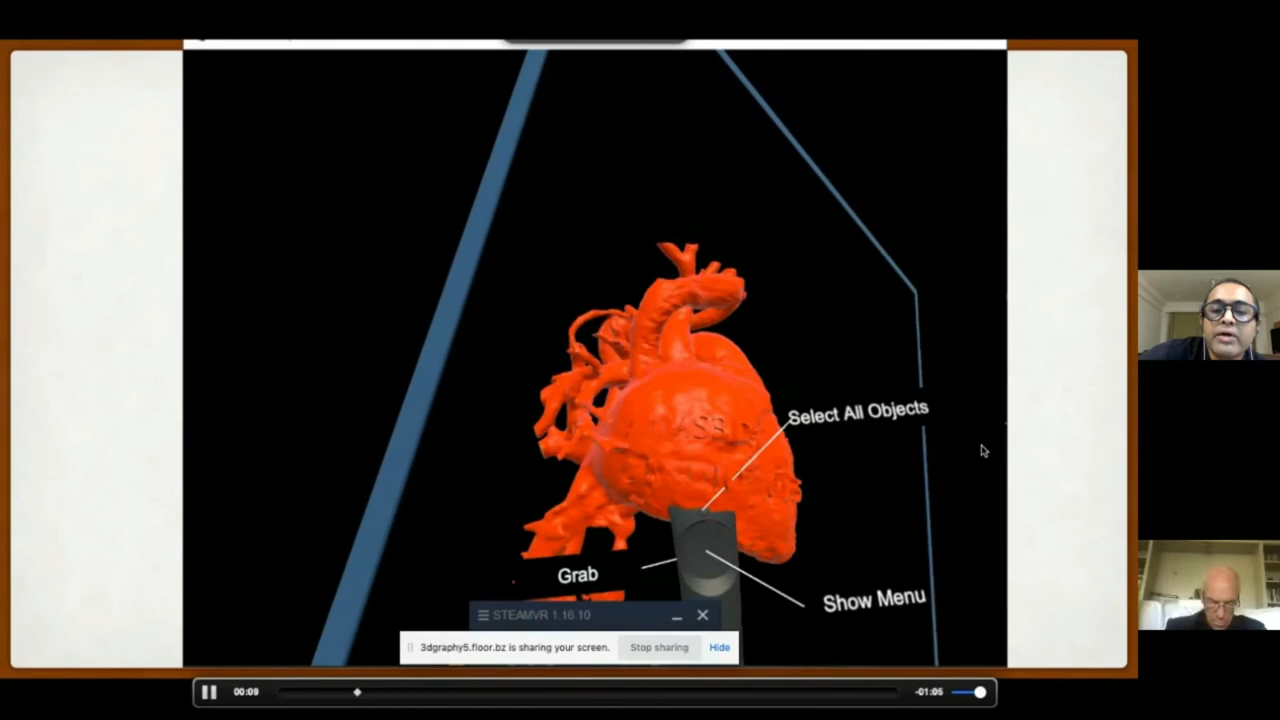 Select All Objects
Grab
Show Menu
STEAMVR 1.16.10
3dgraphy5.floor.bz is sharing your screen. Stop sharing Hide
00:09
-01:05